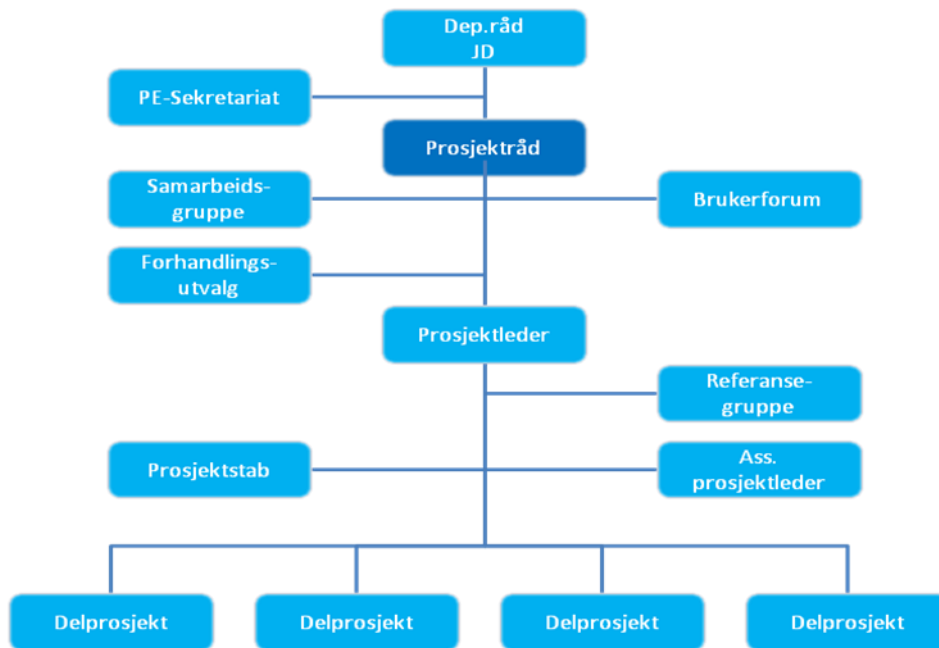 Dep.råd
JD
PE-Sekretariat
Prosjektråd
Samarbeids-
gruppe
Brukerforum
Forhandlings-
utvalg
Prosjektleder
Referanse-
gruppe
Prosjektstab
Ass.
prosjektleder
Delprosjekt
Delprosjekt
Delprosjekt
Delprosjekt